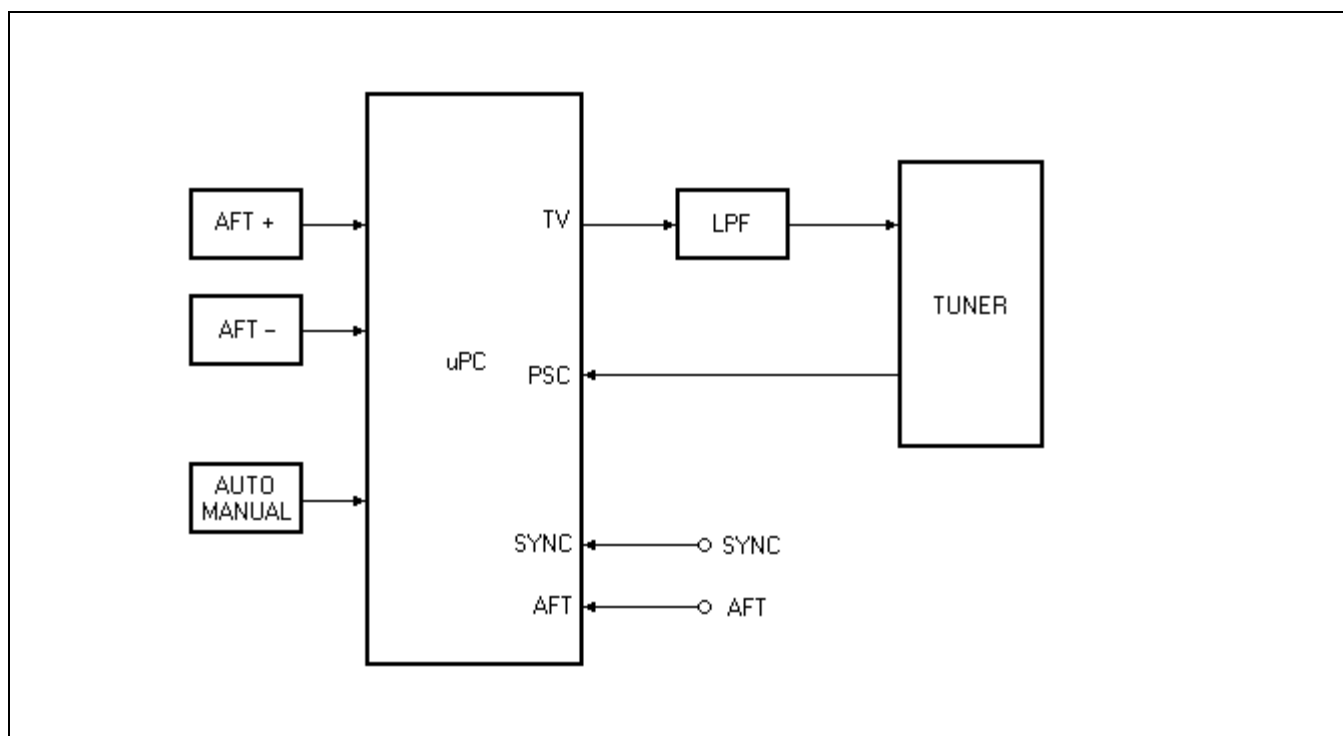 AFT +
AFT –
AUTO
MANUAL
uPC
TV
PSC
SYNC
AFT
LPF
TUNER
SYNC
AFT